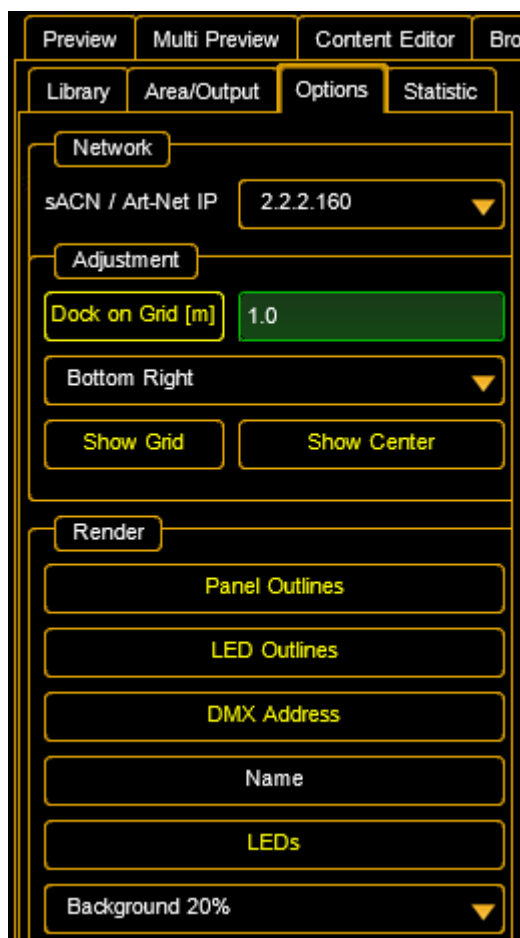 Preview Multi Preview Content Editor Bro
Library Area/Output Options Statistic
Network
sACN / Art-Net IP 2.2.2.160
Adjustment
Dock on Grid [m] 1.0
Bottom Right
Show Grid Show Center
Render
Panel Outlines
LED Outlines
DMX Address
Name
LEDs
Background 20%